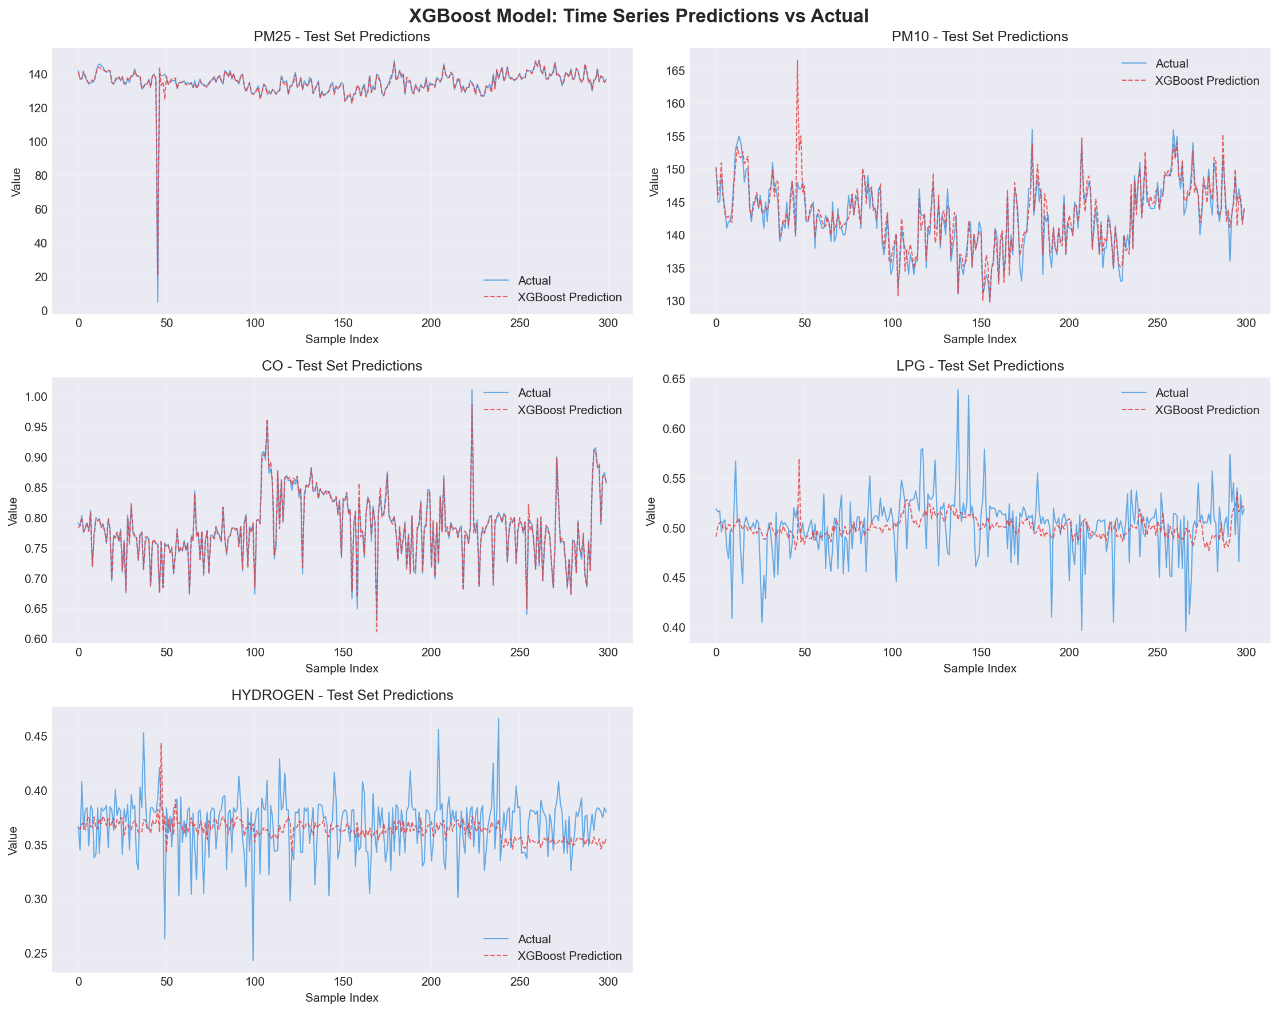 XGBoost Model: Time Series Predictions vs Actual
PM25 - Test Set Predictions
Value
140
120
100
80
60
40
20
0
0 50 100 150 200 250 300
Sample Index
Actual
XGBoost Prediction
PM10 - Test Set Predictions
Value
165
160
155
150
145
140
135
130
0 50 100 150 200 250 300
Sample Index
Actual
XGBoost Prediction
CO - Test Set Predictions
Value
1.00
0.95
0.90
0.85
0.80
0.75
0.70
0.65
0.60
0 50 100 150 200 250 300
Sample Index
Actual
XGBoost Prediction
LPG - Test Set Predictions
Value
0.65
0.60
0.55
0.50
0.45
0.40
0 50 100 150 200 250 300
Sample Index
Actual
XGBoost Prediction
HYDROGEN - Test Set Predictions
Value
0.45
0.40
0.35
0.30
0.25
0 50 100 150 200 250 300
Sample Index
Actual
XGBoost Prediction